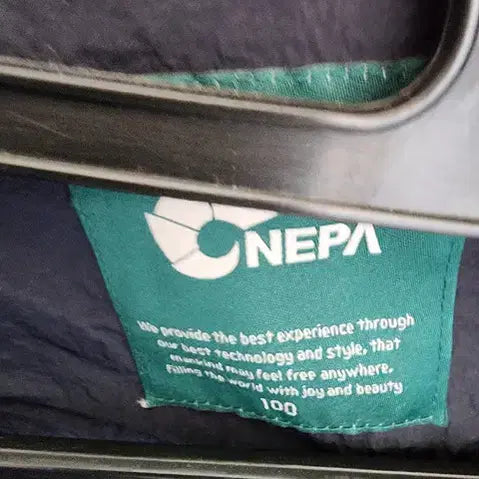 NEPA
We provide the best experience through
our best technology and style, that
mankind may feel free anywhere.
Filling the world with joy and beauty
100